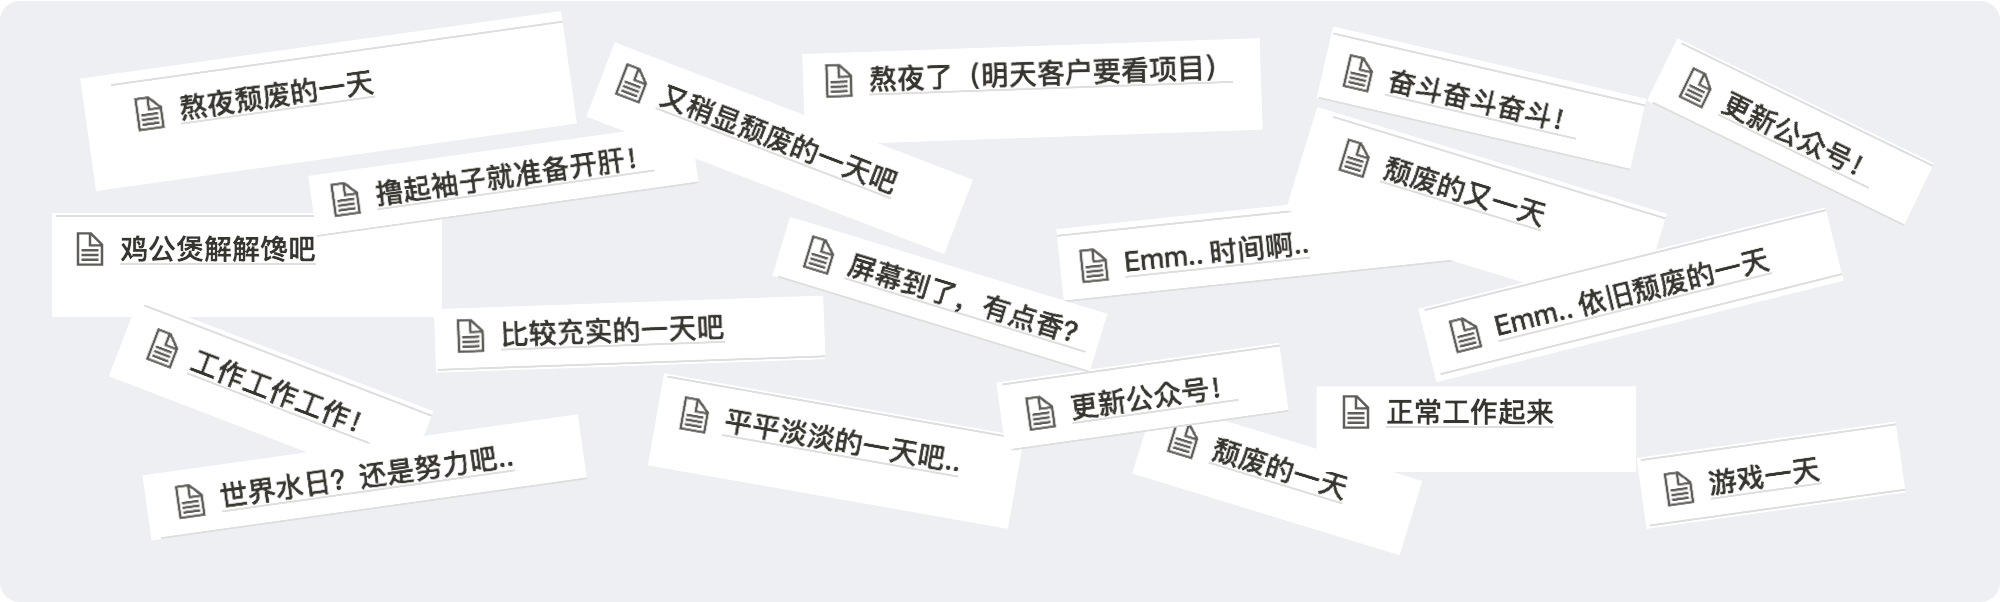 熬夜颓废的一天
又稍显颓废的一天吧
熬夜了（明天客户要看项目）
奋斗奋斗奋斗！
更新公众号！
撸起袖子就准备开肝！
颓废的又一天
鸡公煲解解馋吧
屏幕到了，有点香？
Emm.. 时间啊..
Emm.. 依旧颓废的一天
工作工作工作！
比较充实的一天吧
平平淡淡的一天吧..
更新公众号！
正常工作起来
世界水日？还是努力吧..
颓废的一天
游戏一天